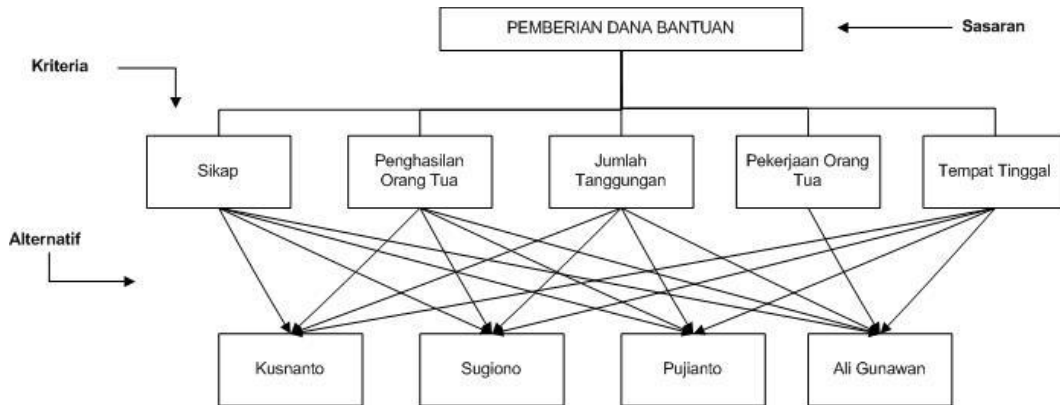 PEMBERIAN DANA BANTUAN
Sasaran
Kriteria
Sikap
Penghasilan
Orang Tua
Jumlah
Tanggungan
Pekerjaan Orang
Tua
Tempat Tinggal
Alternatif
Kusnanto
Sugiono
Pujianto
Ali Gunawan